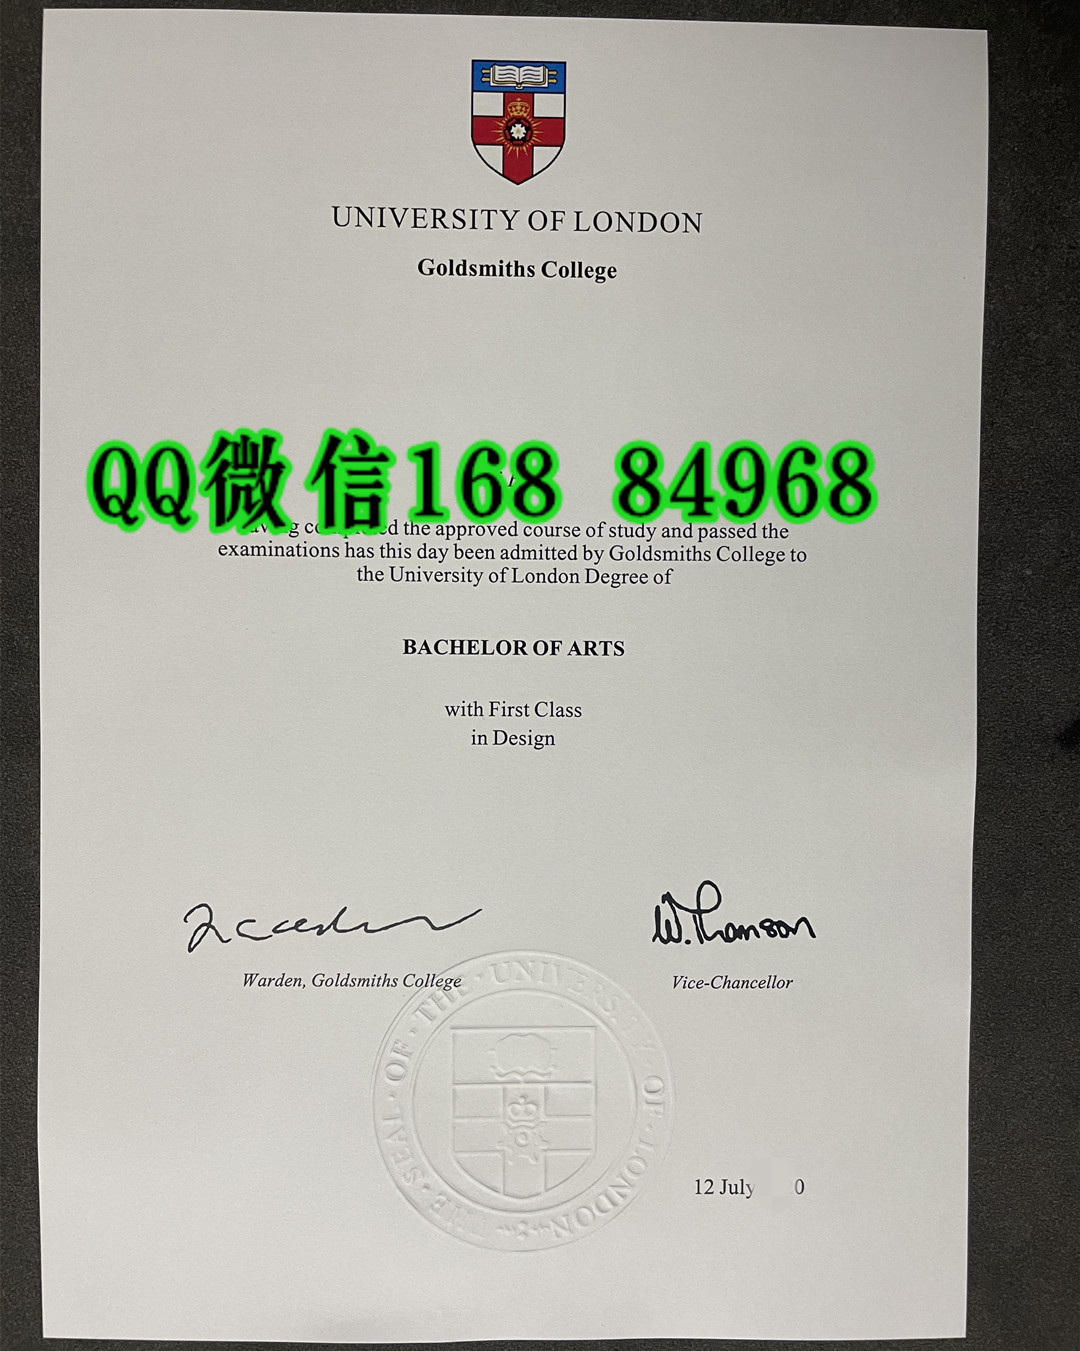 UNIVERSITY OF LONDON
Goldsmiths College
QQ微信168 84968
the approved course of study and passed the
examinations has this day been admitted by Goldsmiths College to
the University of London Degree of
BACHELOR OF ARTS
with First Class
in Design
W. Thomson
Warden, Goldsmiths College
Vice-Chancellor
THE · SEAL · OF · THE · UNIVERSITY · OF · LONDON
12 July 0